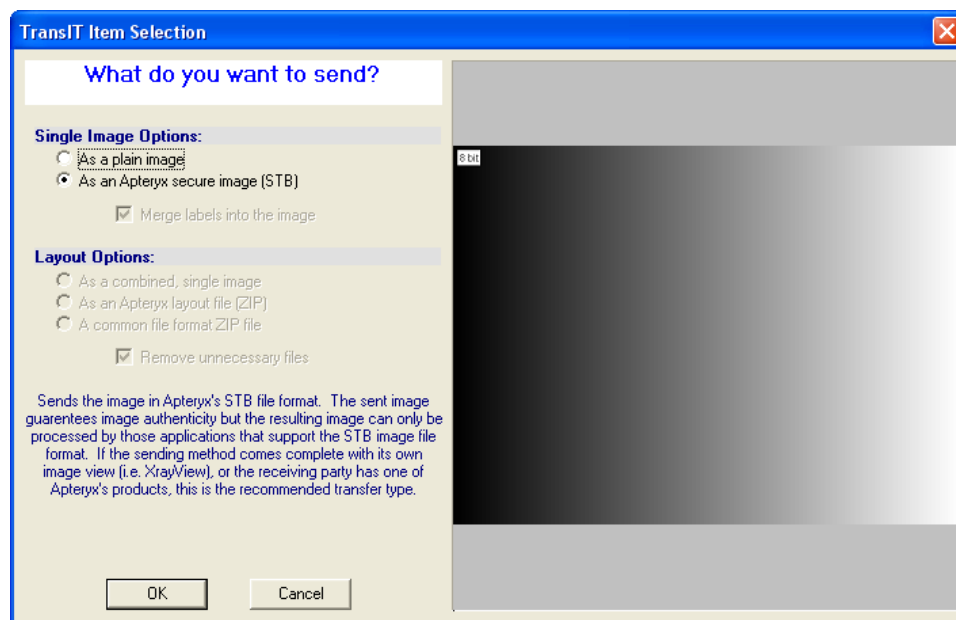 TransIT Item Selection
What do you want to send?
Single Image Options:
As a plain image
As an Apteryx secure image (STB)
Merge labels into the image
Layout Options:
As a combined, single image
As an Apteryx layout file (ZIP)
A common file format ZIP file
Remove unnecessary files
Sends the image in Apteryx's STB file format. The sent image
guarentees image authenticity but the resulting image can only be
processed by those applications that support the STB image file
format. If the sending method comes complete with its own
image view (i.e. XrayView), or the receiving party has one of
Apteryx's products, this is the recommended transfer type.
OK
Cancel
8 bit